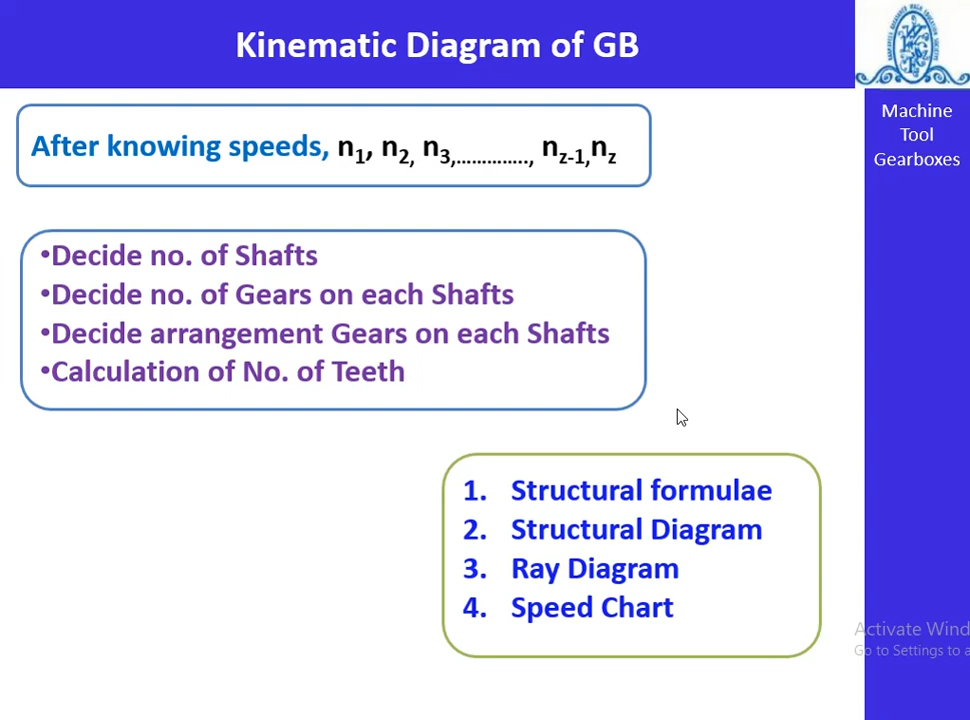 Kinematic Diagram of GB
Machine
Tool
Gearboxes
After knowing speeds, n1, n2, n3,…………..., nz-1,nz
•Decide no. of Shafts
•Decide no. of Gears on each Shafts
•Decide arrangement Gears on each Shafts
•Calculation of No. of Teeth
1. Structural formulae
2. Structural Diagram
3. Ray Diagram
4. Speed Chart
Activate Wind
Go to Settings to a